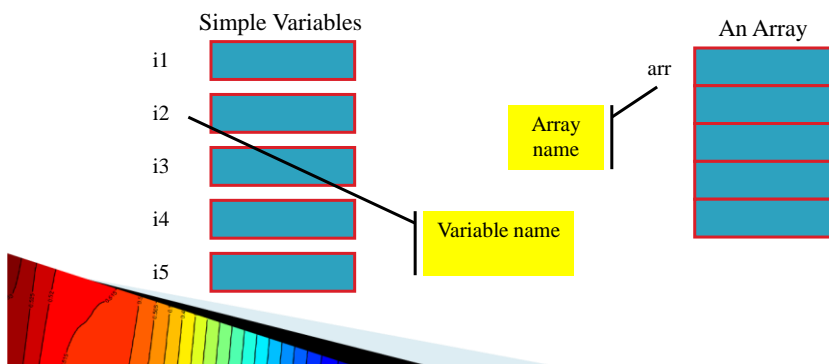 Simple Variables
i1
i2
i3
i4
i5
Variable name
An Array
arr
Array
name